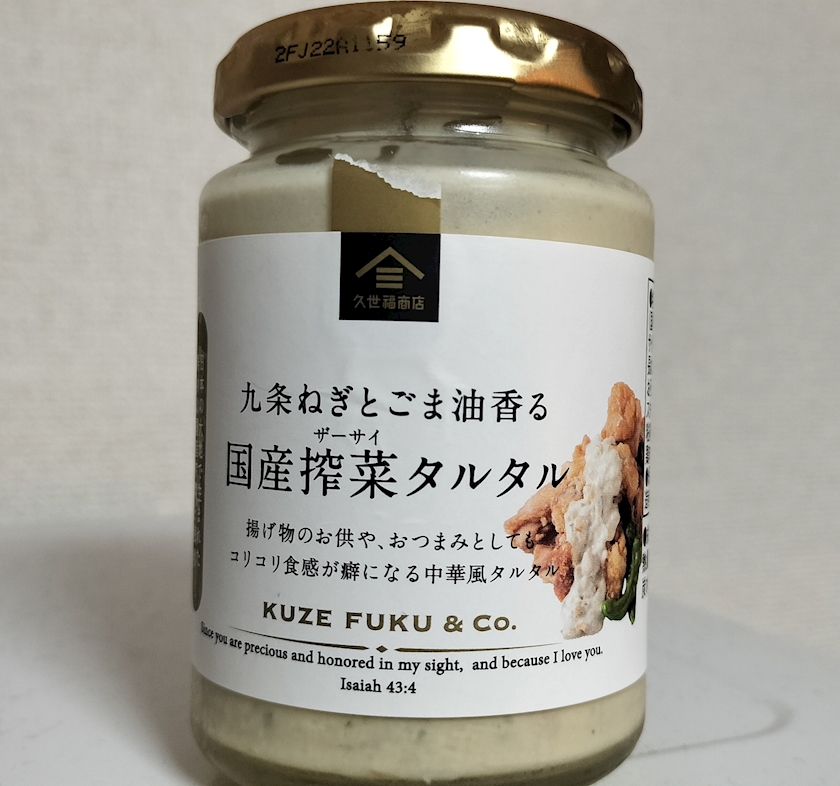 2FJ22A1159
久世福商店
九条ねぎとごま油香る
ザーサイ
国産搾菜タルタル
揚げ物のお供や、おつまみとしても
コリコリ食感が癖になる中華風タルタル
KUZE FUKU & Co.
Since you are precious and honored in my sight, and because I love you.
Isaiah 43:4